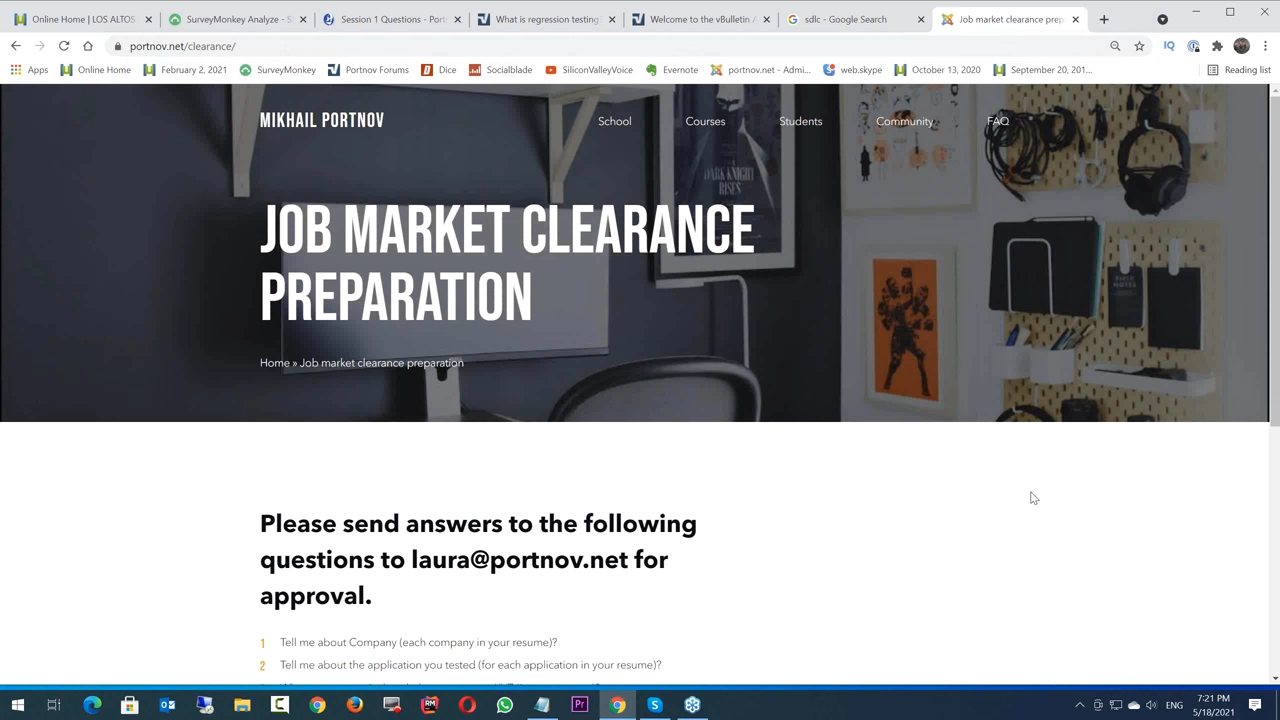 Online Home | LOS ALTOS
SurveyMonkey Analyze - S
Session 1 Questions - Port
What is regression testing
Welcome to the vBulletin A
sdlc - Google Search
Job market clearance prep
portnov.net/clearance/
IQ
Apps
Online Home
February 2, 2021
SurveyMonkey
Portnov Forums
Dice
Socialblade
SiliconValleyVoice
Evernote
portnov.net - Admi...
web.skype
October 13, 2020
September 20, 201...
Reading list
MIKHAIL PORTNOV
School
Courses
Students
Community
FAQ
DARK KNIGHT
RISES
JOB MARKET CLEARANCE
PREPARATION
Home » Job market clearance preparation
Please send answers to the following
questions to laura@portnov.net for
approval.
1 Tell me about Company (each company in your resume)?
2 Tell me about the application you tested (for each application in your resume)?
ENG
7:21 PM
5/18/2021